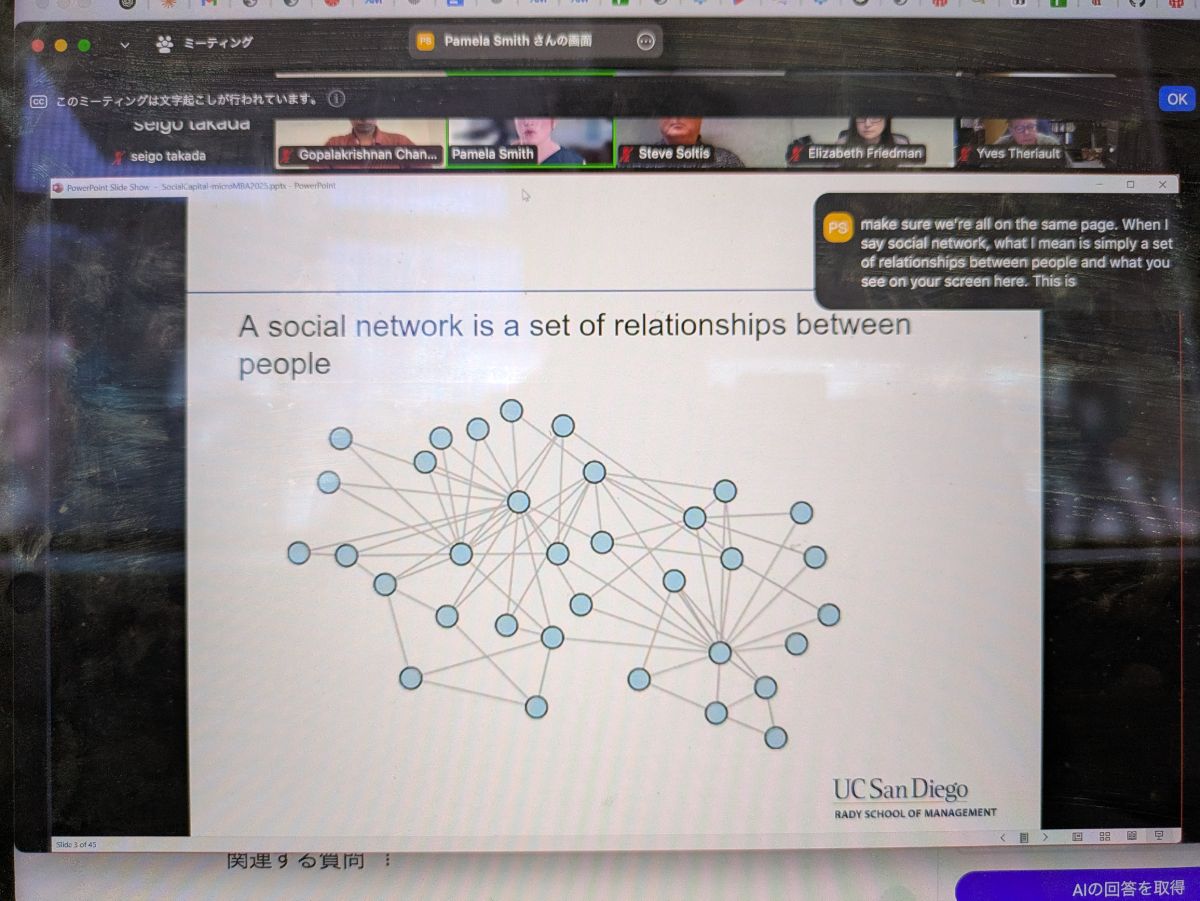 ミーティング
PS Pamela Smith さんの画面
CC このミーティングは文字起こしが行われています。
OK
seigo takada
seigo takada
Gopalakrishnan Chan...
Pamela Smith
Steve Soltis
Elizabeth Friedman
Yves Theriault
PowerPoint Slide Show - SocialCapital-microMBA2025.pptx - PowerPoint
PS
make sure we're all on the same page. When I
say social network, what I mean is simply a set
of relationships between people and what you
see on your screen here. This is
A social network is a set of relationships between
people
UC San Diego
RADY SCHOOL OF MANAGEMENT
Slide 3 of 45
関連する質問
AIの回答を取得